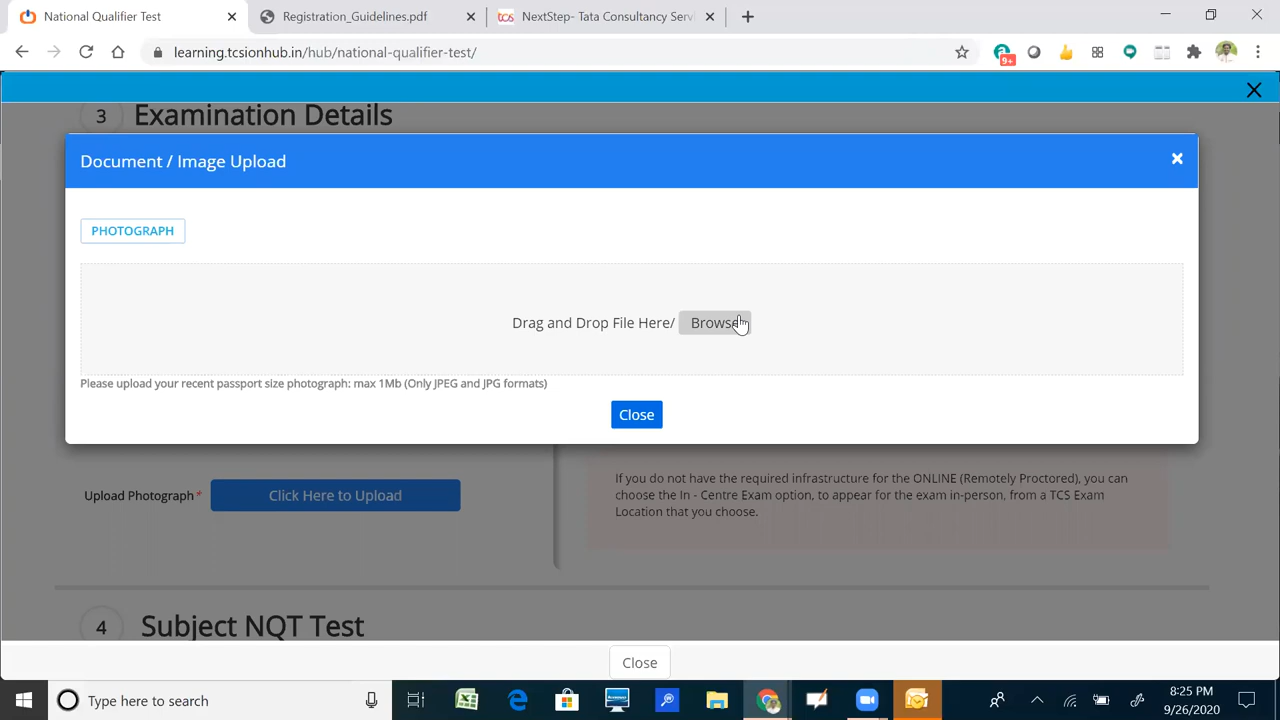 National Qualifier Test
Registration_Guidelines.pdf
tcs
NextStep- Tata Consultancy Servi
learning.tcsionhub.in/hub/national-qualifier-test/
9+
3
Examination Details
Document / Image Upload
PHOTOGRAPH
Drag and Drop File Here/ Browse
Please upload your recent passport size photograph: max 1Mb (Only JPEG and JPG formats)
Close
Upload Photograph*
Click Here to Upload
If you do not have the required infrastructure for the ONLINE (Remotely Proctored), you can
choose the In - Centre Exam option, to appear for the exam in-person, from a TCS Exam
Location that you choose.
4
Subject NQT Test
Close
Type here to search
8:25 PM
9/26/2020